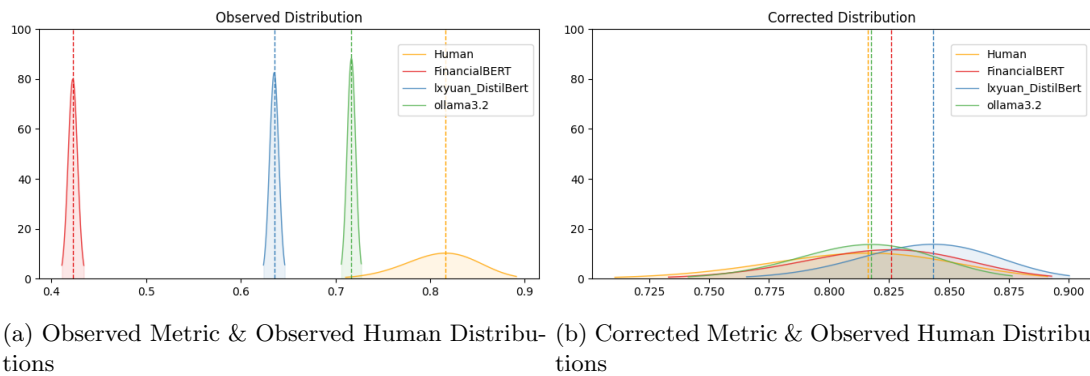 Observed Distribution
100
80
60
40
20
0
0.4 0.5 0.6 0.7 0.8 0.9
Human
FinancialBERT
lxyuan_DistilBert
ollama3.2
(a) Observed Metric & Observed Human Distribu-
tions
Corrected Distribution
100
80
60
40
20
0
0.725 0.750 0.775 0.800 0.825 0.850 0.875 0.900
Human
FinancialBERT
lxyuan_DistilBert
ollama3.2
(b) Corrected Metric & Observed Human Distribu
tions